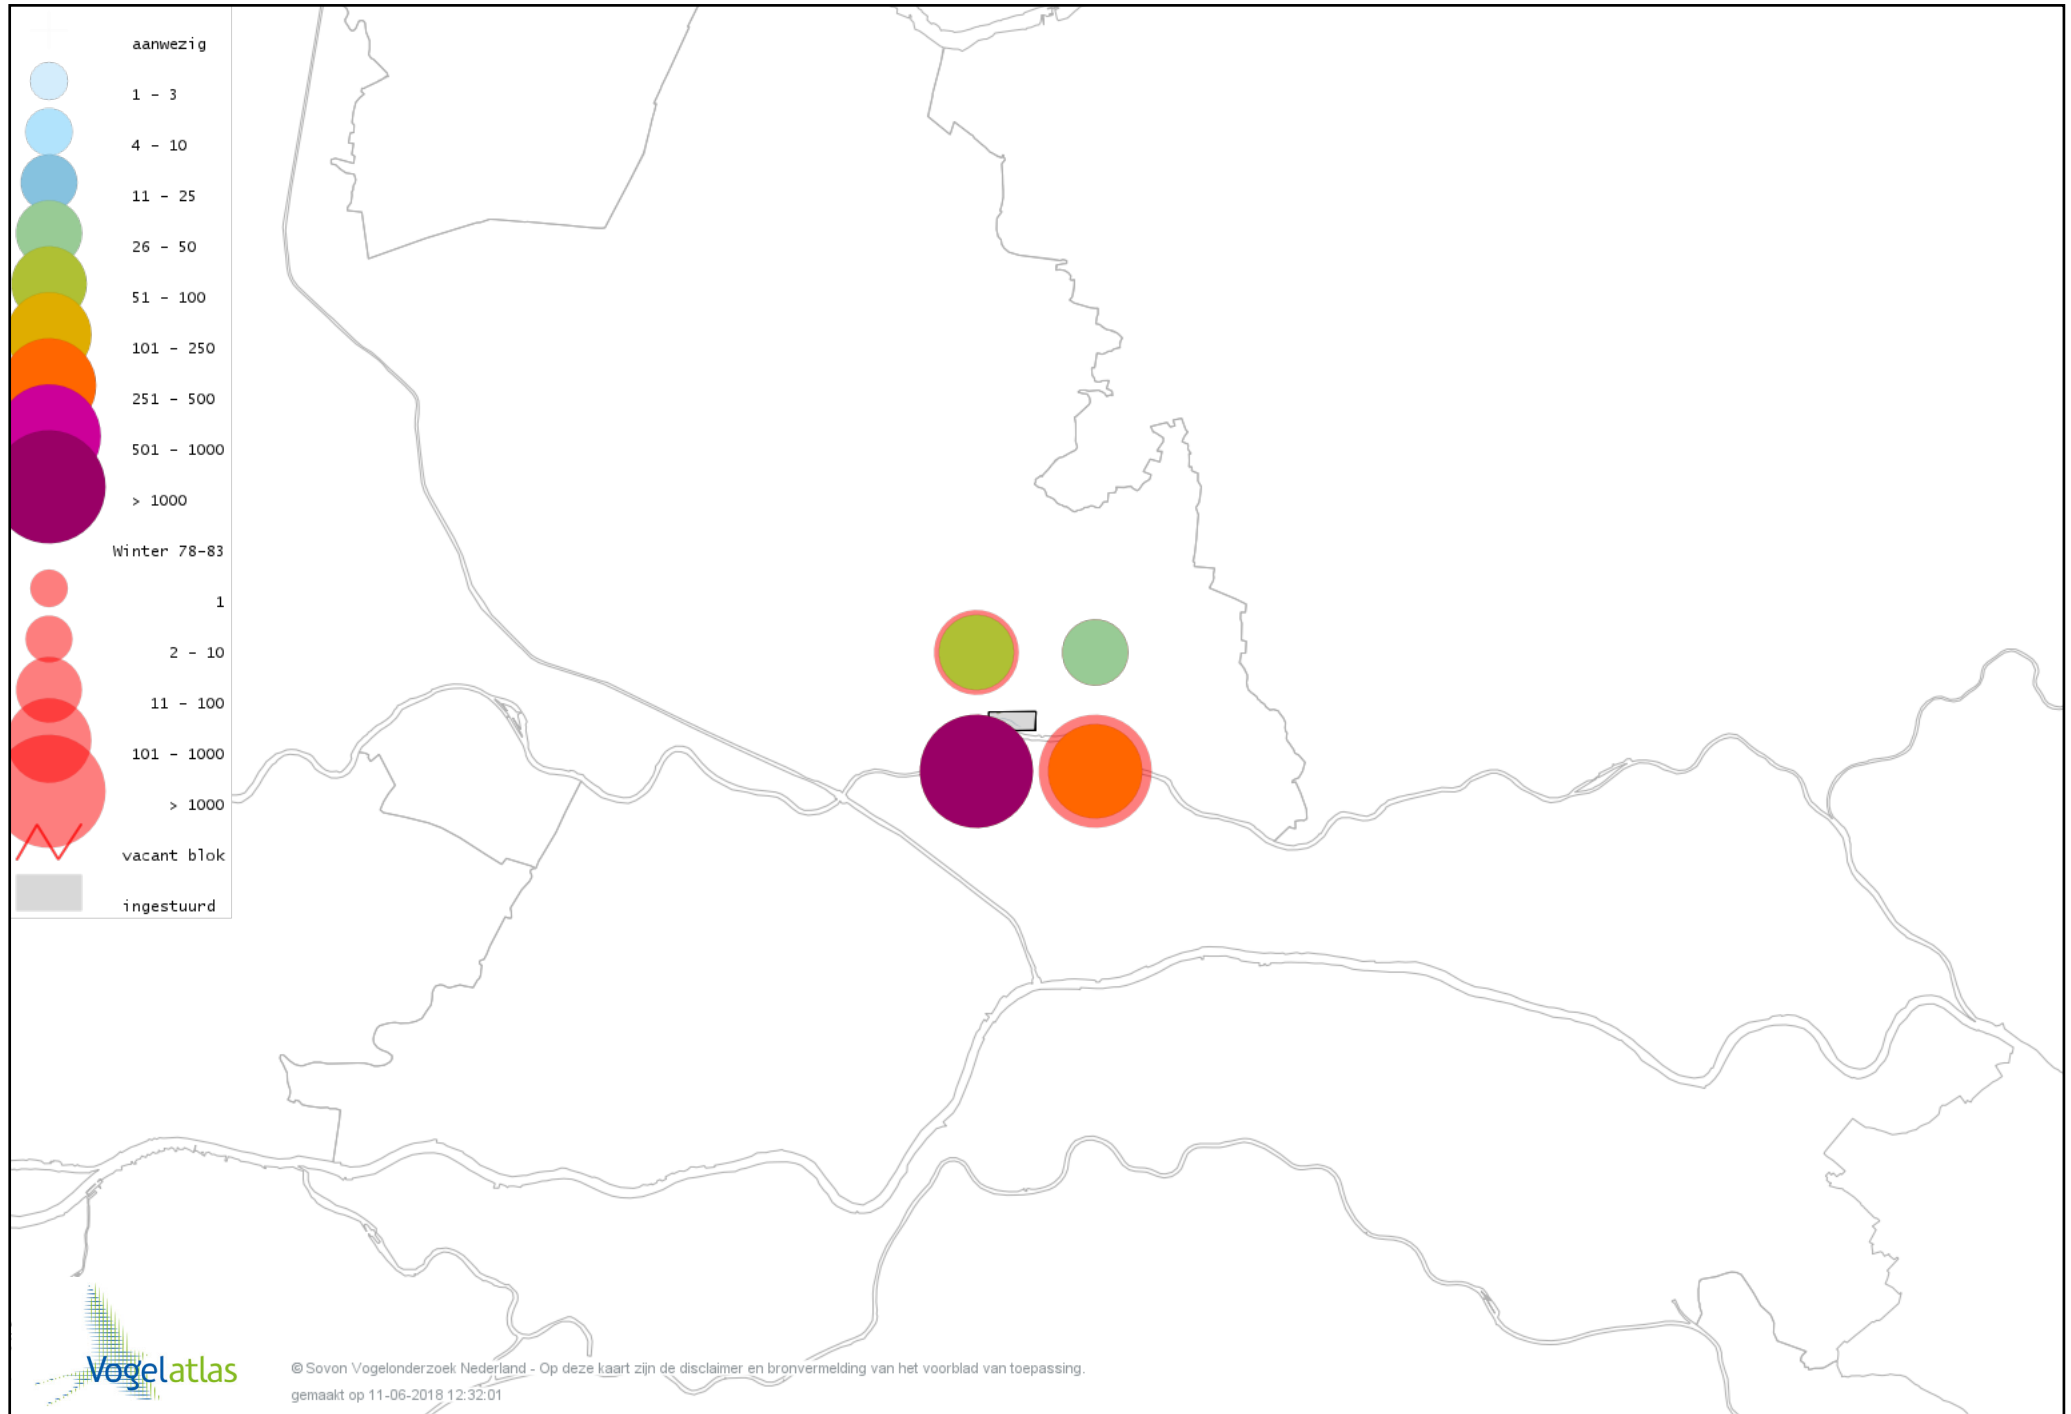 aanwezig
1 - 3
4 - 10
11 - 25
26 - 50
51 - 100
101 - 250
251 - 500
501 - 1000
> 1000
Winter 78-83
1
2 - 10
11 - 100
101 - 1000
> 1000
vacant blok
ingestuurd
Vogelatlas
© Sovon Vogelonderzoek Nederland - Op deze kaart zijn de disclaimer en bronvermelding van het voorblad van toepassing.
gemaakt op 11-06-2018 12:32:01